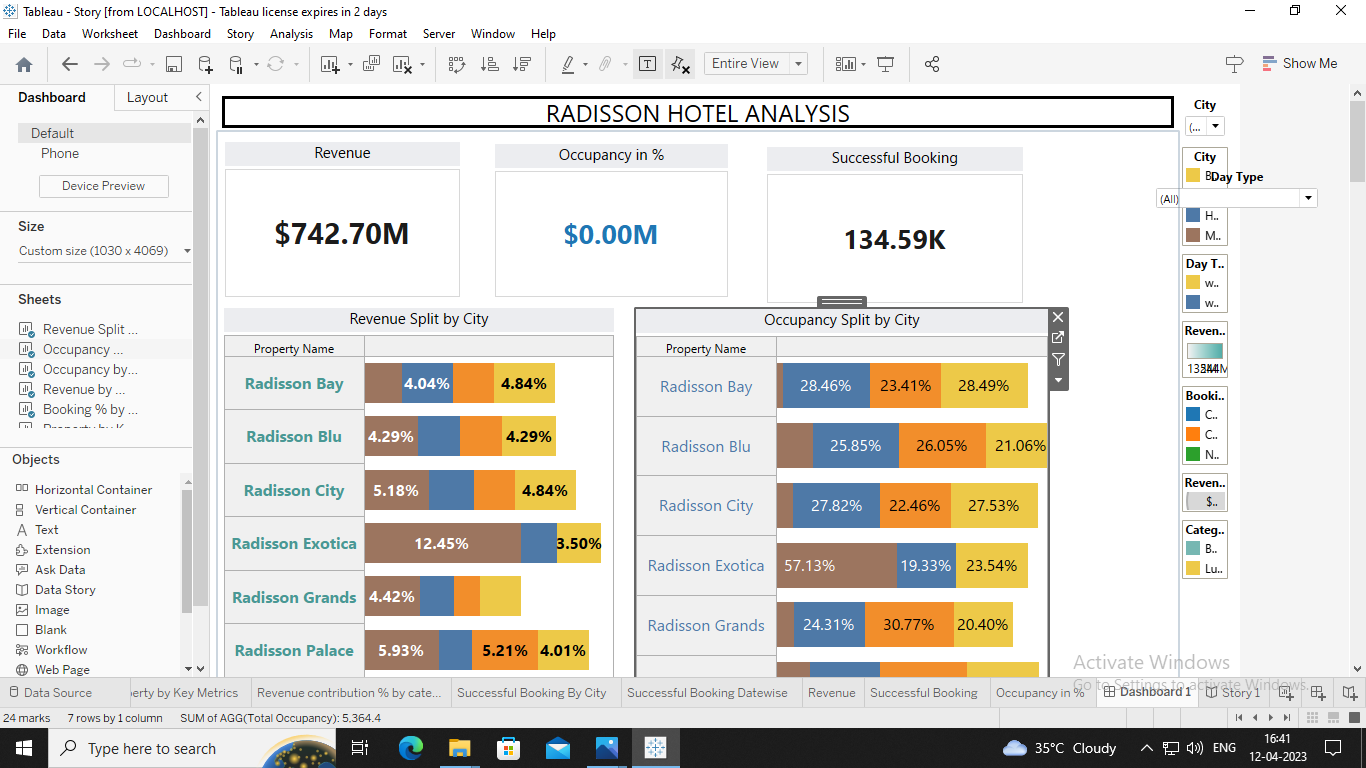 Tableau - Story [from LOCALHOST] - Tableau license expires in 2 days
File Data Worksheet Dashboard Story Analysis Map Format Server Window Help
Entire View
Show Me
Dashboard Layout
Default
Phone
Device Preview
Size
Custom size (1030 x 4069)
Sheets
Revenue Split ...
Occupancy ...
Occupancy by...
Revenue by ...
Booking % by ...
Objects
Horizontal Container
Vertical Container
Text
Extension
Ask Data
Data Story
Image
Blank
Workflow
Web Page
RADISSON HOTEL ANALYSIS
Revenue
$742.70M
Occupancy in %
$0.00M
Successful Booking
134.59K
Revenue Split by City
Property Name
Radisson Bay 4.04% 4.84%
Radisson Blu 4.29% 4.29%
Radisson City 5.18% 4.84%
Radisson Exotica 12.45% 3.50%
Radisson Grands 4.42%
Radisson Palace 5.93% 5.21% 4.01%
Occupancy Split by City
Property Name
Radisson Bay 28.46% 23.41% 28.49%
Radisson Blu 25.85% 26.05% 21.06%
Radisson City 27.82% 22.46% 27.53%
Radisson Exotica 57.13% 19.33% 23.54%
Radisson Grands 24.31% 30.77% 20.40%
City
(...
City
B..
Day Type
(All)
H..
M..
Day T..
w..
w..
Reven..
Booki..
C..
C..
N..
Reven..
$..
Categ..
B..
Lu..
Activate Windows
Go to Settings to activate Windows.
Data Source erty by Key Metrics Revenue contribution % by cate... Successful Booking By City Successful Booking Datewise Revenue Successful Booking Occupancy in % Dashboard 1 Story 1
24 marks 7 rows by 1 column SUM of AGG(Total Occupancy): 5,364.4
Type here to search
35°C Cloudy
ENG
16:41
12-04-2023